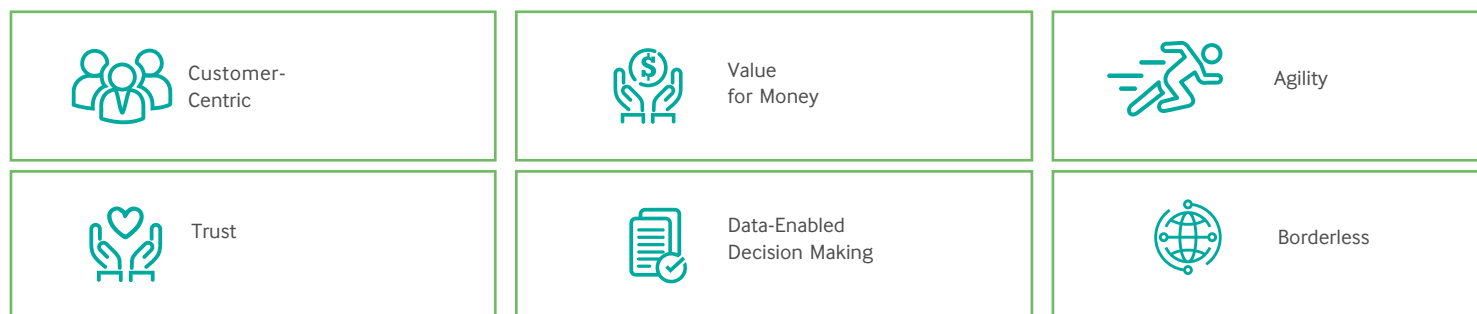 Customer-
Centric
Value
for Money
$
Agility
Trust
Data-Enabled
Decision Making
Borderless